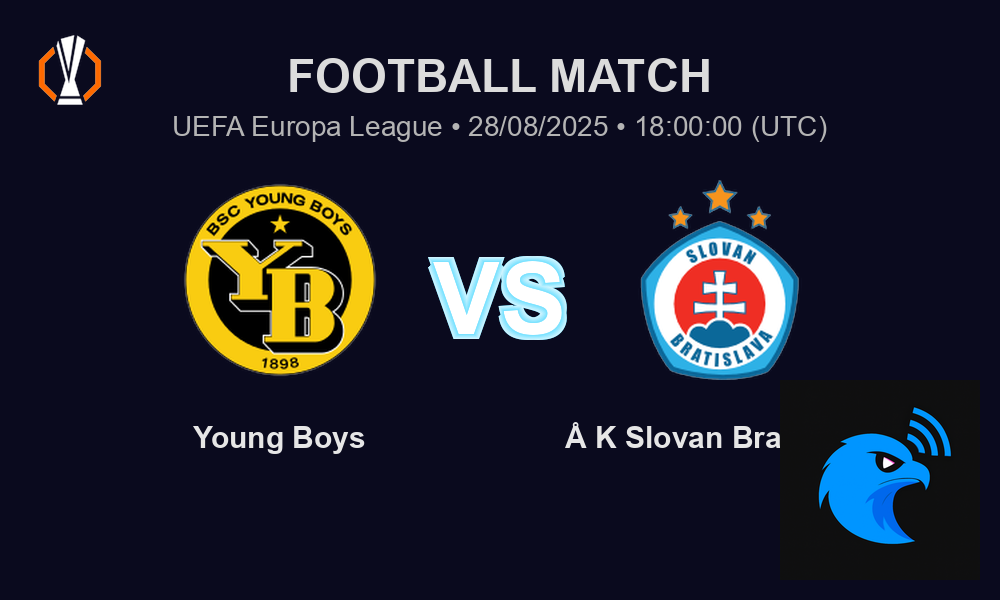 FOOTBALL MATCH
UEFA Europa League • 28/08/2025 • 18:00:00 (UTC)
BSC YOUNG BOYS
YB
1898
VS
SLOVAN
BRATISLAVA
Young Boys
Å K Slovan Bra